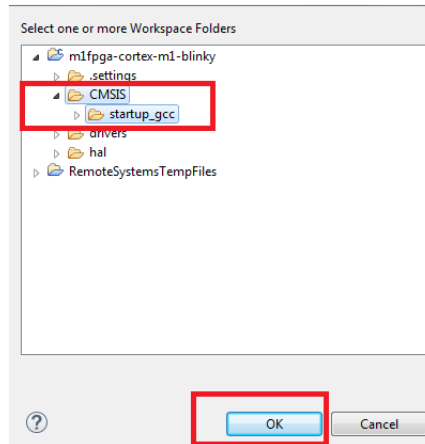 Select one or more Workspace Folders
m1fpga-cortex-m1-blinky
.settings
CMSIS
startup_gcc
drivers
hal
RemoteSystemsTempFiles
?
OK
Cancel